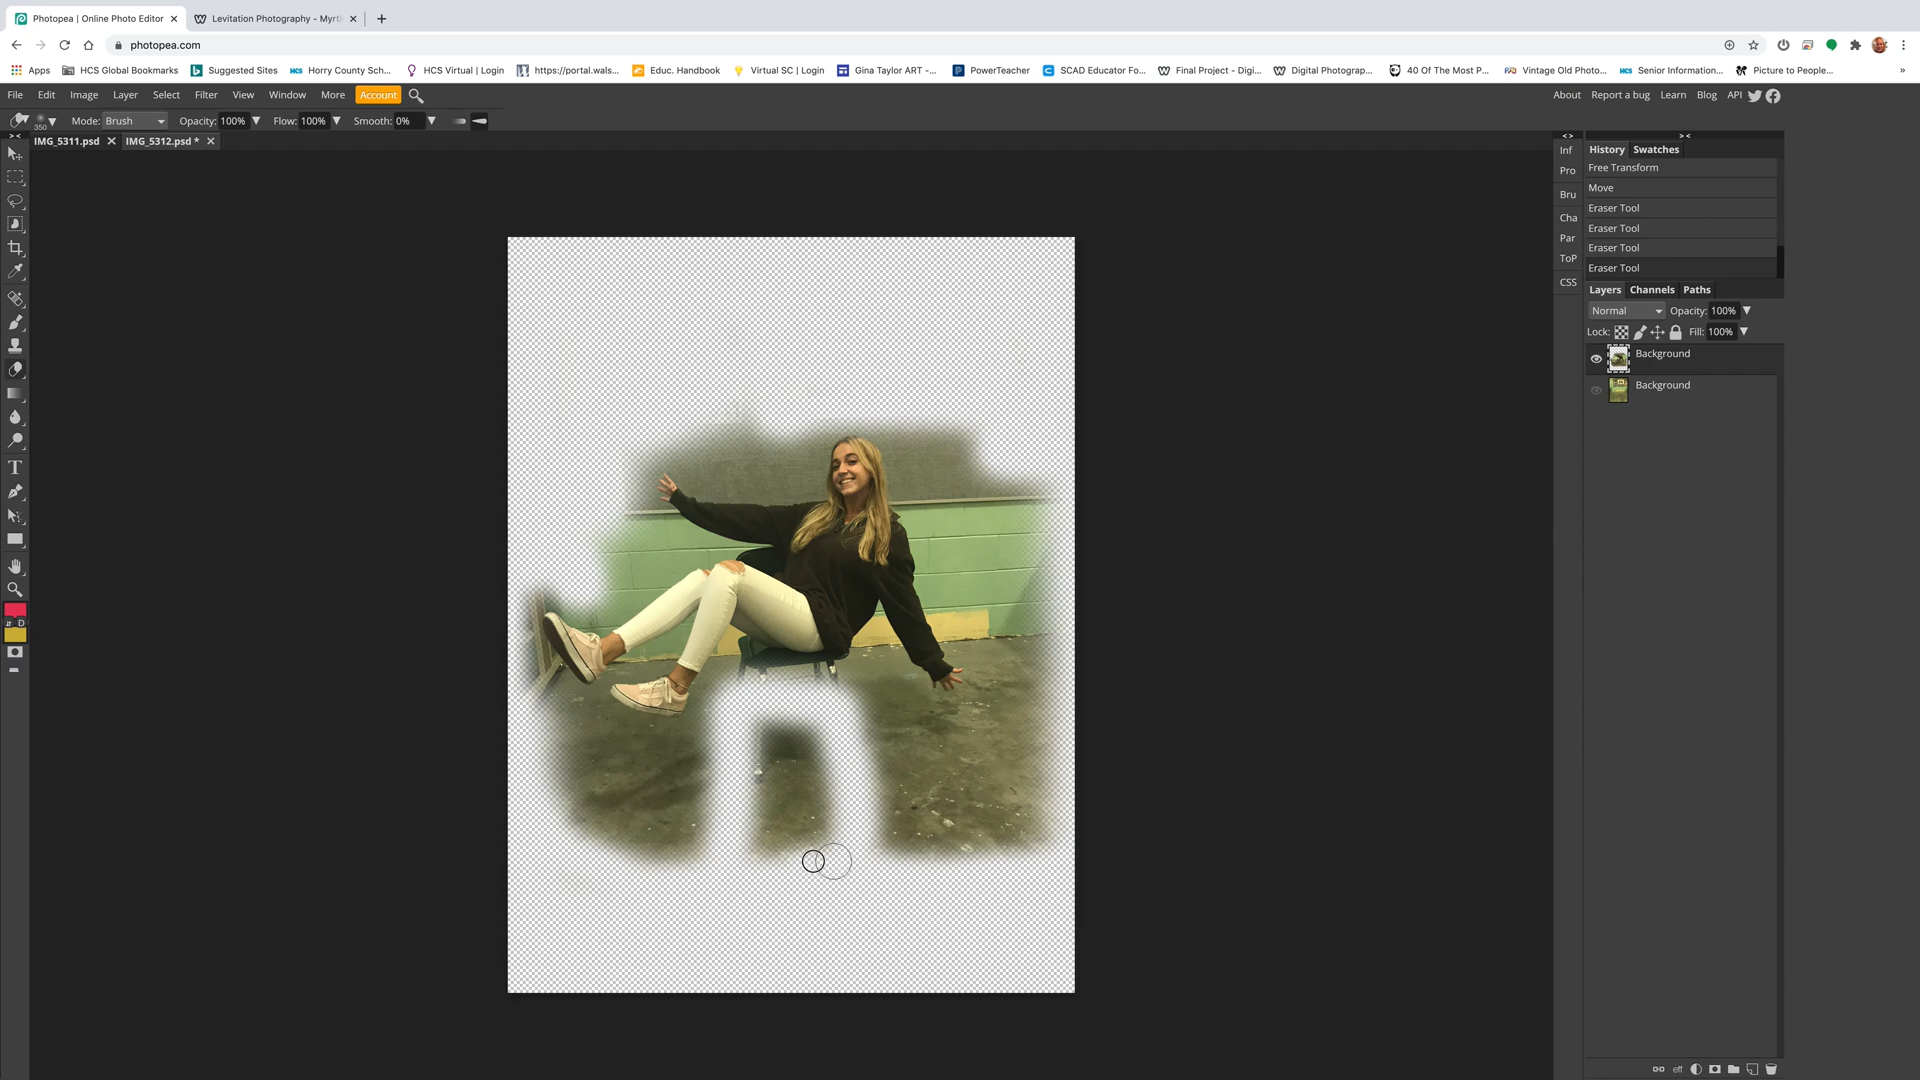 Photopea | Online Photo Editor
Levitation Photography - Myrtl
photopea.com
Apps
HCS Global Bookmarks
Suggested Sites
Horry County Sch...
HCS Virtual | Login
https://portal.wals...
Educ. Handbook
Virtual SC | Login
Gina Taylor ART -...
PowerTeacher
SCAD Educator Fo...
Final Project - Digi...
Digital Photograp...
40 Of The Most P...
Vintage Old Photo...
Senior Information...
Picture to People...
»
File Edit Image Layer Select Filter View Window More Account
About Report a bug Learn Blog API
350 Mode: Brush Opacity: 100% Flow: 100% Smooth: 0%
IMG_5311.psd IMG_5312.psd *
Inf
Pro
Bru
Cha
Par
ToP
CSS
History Swatches
Free Transform
Move
Eraser Tool
Eraser Tool
Eraser Tool
Eraser Tool
Layers Channels Paths
Normal Opacity: 100%
Lock: Fill: 100%
Background
Background
D
eff